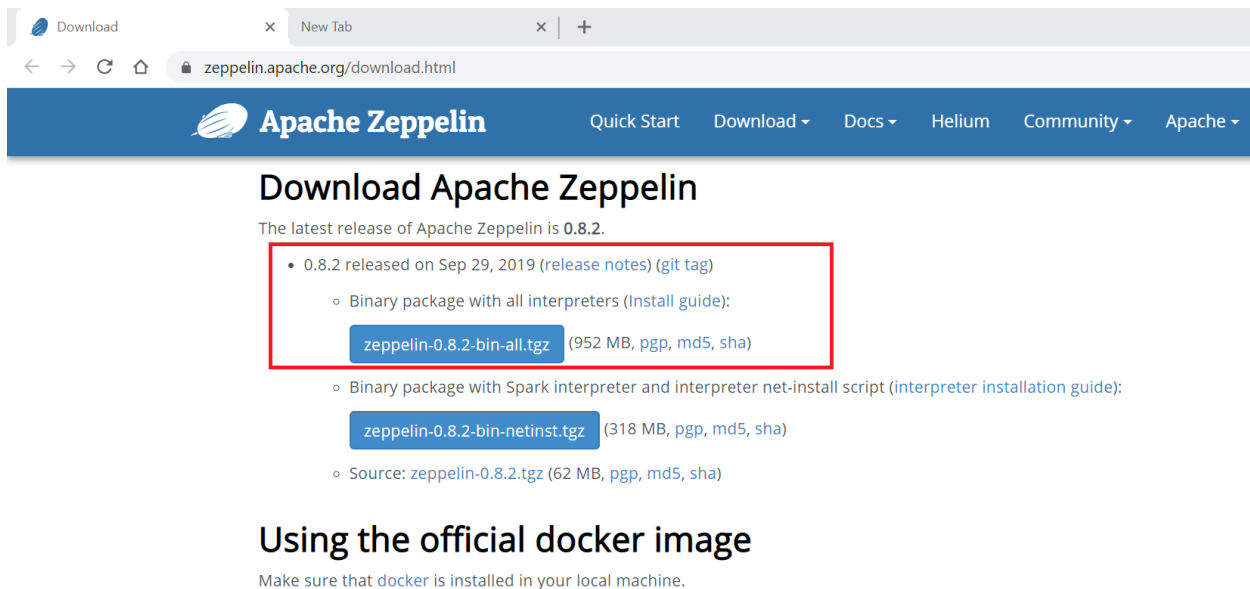 Download
New Tab
zeppelin.apache.org/download.html
Apache Zeppelin Quick Start Download Docs Helium Community Apache
Download Apache Zeppelin
The latest release of Apache Zeppelin is 0.8.2.
• 0.8.2 released on Sep 29, 2019 (release notes) (git tag)
◦ Binary package with all interpreters (Install guide):
zeppelin-0.8.2-bin-all.tgz (952 MB, pgp, md5, sha)
◦ Binary package with Spark interpreter and interpreter net-install script (interpreter installation guide):
zeppelin-0.8.2-bin-netinst.tgz (318 MB, pgp, md5, sha)
◦ Source: zeppelin-0.8.2.tgz (62 MB, pgp, md5, sha)
Using the official docker image
Make sure that docker is installed in your local machine.